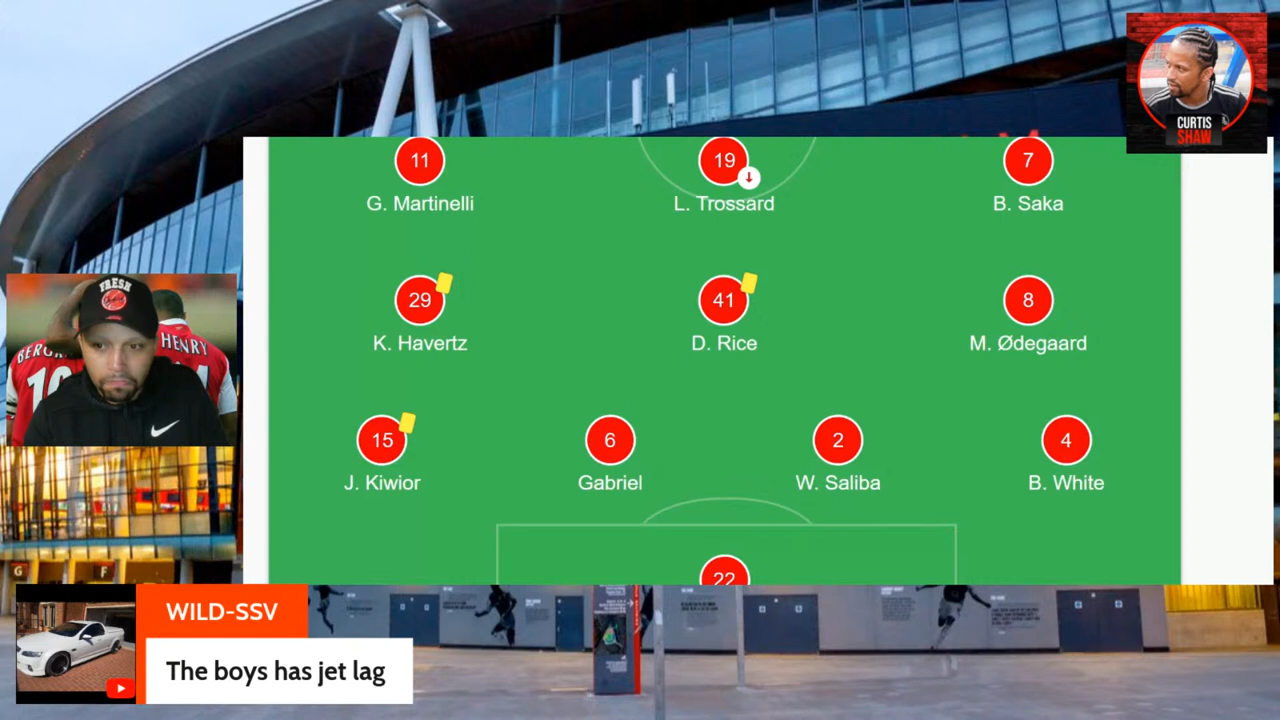 CURTIS
SHAW
11
19
7
G. Martinelli
L. Trossard
B. Saka
29
41
8
K. Havertz
D. Rice
M. Ødegaard
FRESH
HENRY
10
15
6
2
4
J. Kiwior
Gabriel
W. Saliba
B. White
22
G
F
WILD-SSV
The boys has jet lag